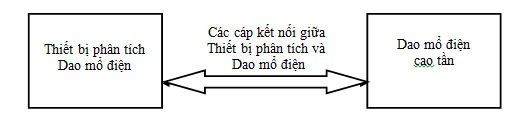 Thiết bị phân tích
Dao mổ điện
Các cáp kết nối giữa
Thiết bị phân tích và
Dao mổ điện
Dao mổ điện
cao tần